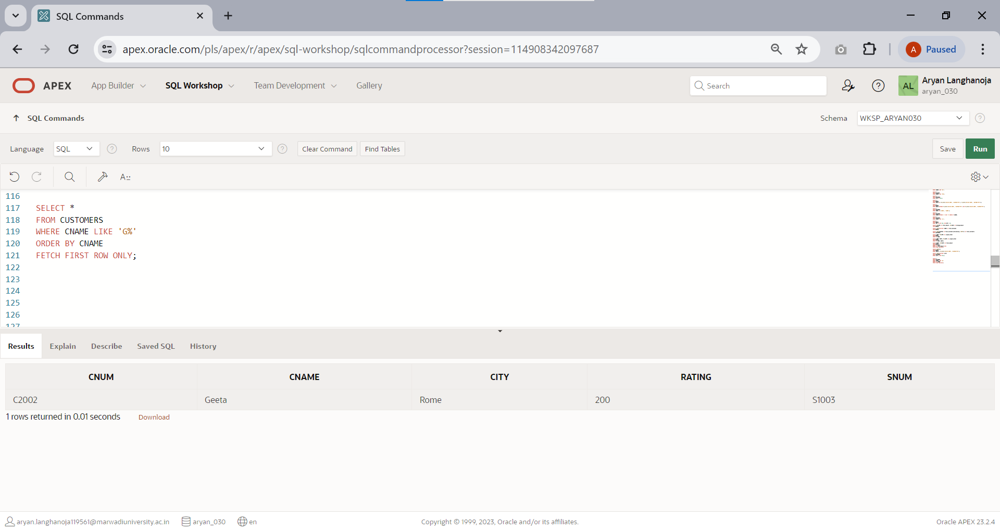 SQL Commands
apex.oracle.com/pls/apex/r/apex/sql-workshop/sqlcommandprocessor?session=114908342097687
A Paused
APEX App Builder SQL Workshop Team Development Gallery Search AL Aryan Langhanoja
aryan_030
SQL Commands Schema WKSP_ARYAN030
Language SQL Rows 10 Clear Command Find Tables Save Run
A
116
117 SELECT *
118 FROM CUSTOMERS
119 WHERE CNAME LIKE 'G%'
120 ORDER BY CNAME
121 FETCH FIRST ROW ONLY;
122
123
124
125
126
127
Results Explain Describe Saved SQL History
CNUM CNAME CITY RATING SNUM
C2002 Geeta Rome 200 S1003
1 rows returned in 0.01 seconds Download
aryan.langhanoja119561@marwadiuniversity.ac.in aryan_030 en Copyright © 1999, 2023, Oracle and/or its affiliates. Oracle APEX 23.2.4